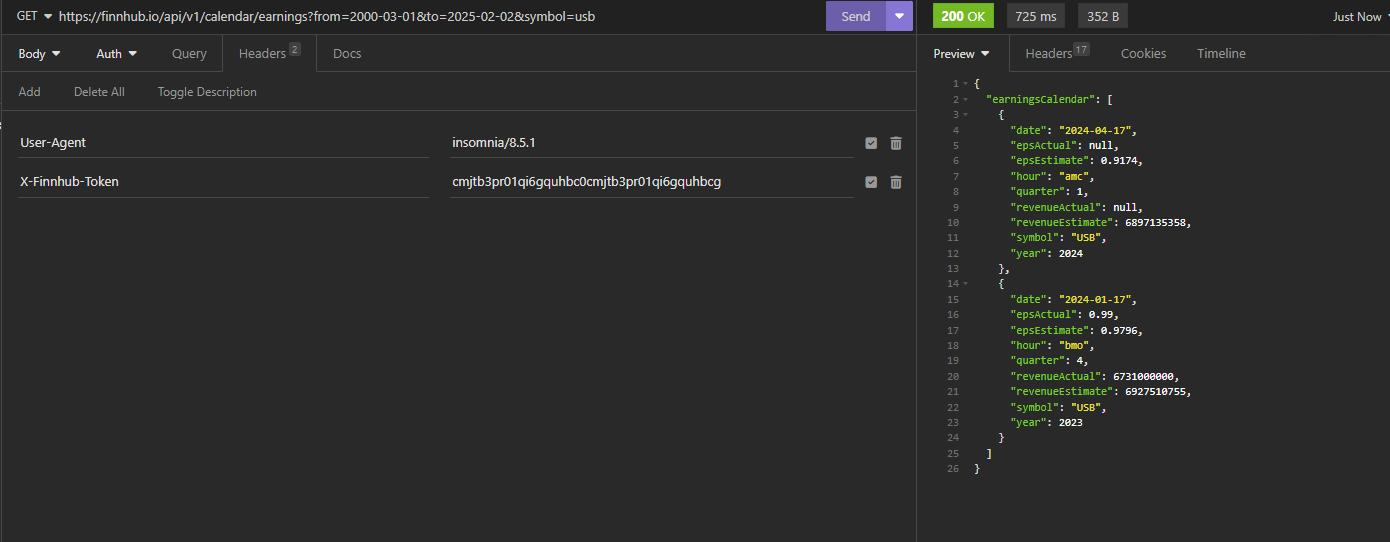 GET https://finnhub.io/api/v1/calendar/earnings?from=2000-03-01&to=2025-02-02&symbol=usb Send
200 OK 725 ms 352 B Just Now
Body Auth Query Headers 2 Docs
Preview Headers 17 Cookies Timeline
Add Delete All Toggle Description
User-Agent insomnia/8.5.1
X-Finnhub-Token cmjtb3pr01qi6gquhbc0cmjtb3pr01qi6gquhbcg
1 {
2 "earningsCalendar": [
3 {
4 "date": "2024-04-17",
5 "epsActual": null,
6 "epsEstimate": 0.9174,
7 "hour": "amc",
8 "quarter": 1,
9 "revenueActual": null,
10 "revenueEstimate": 6897135358,
11 "symbol": "USB",
12 "year": 2024
13 },
14 {
15 "date": "2024-01-17",
16 "epsActual": 0.99,
17 "epsEstimate": 0.9796,
18 "hour": "bmo",
19 "quarter": 4,
20 "revenueActual": 6731000000,
21 "revenueEstimate": 6927510755,
22 "symbol": "USB",
23 "year": 2023
24 }
25 ]
26 }